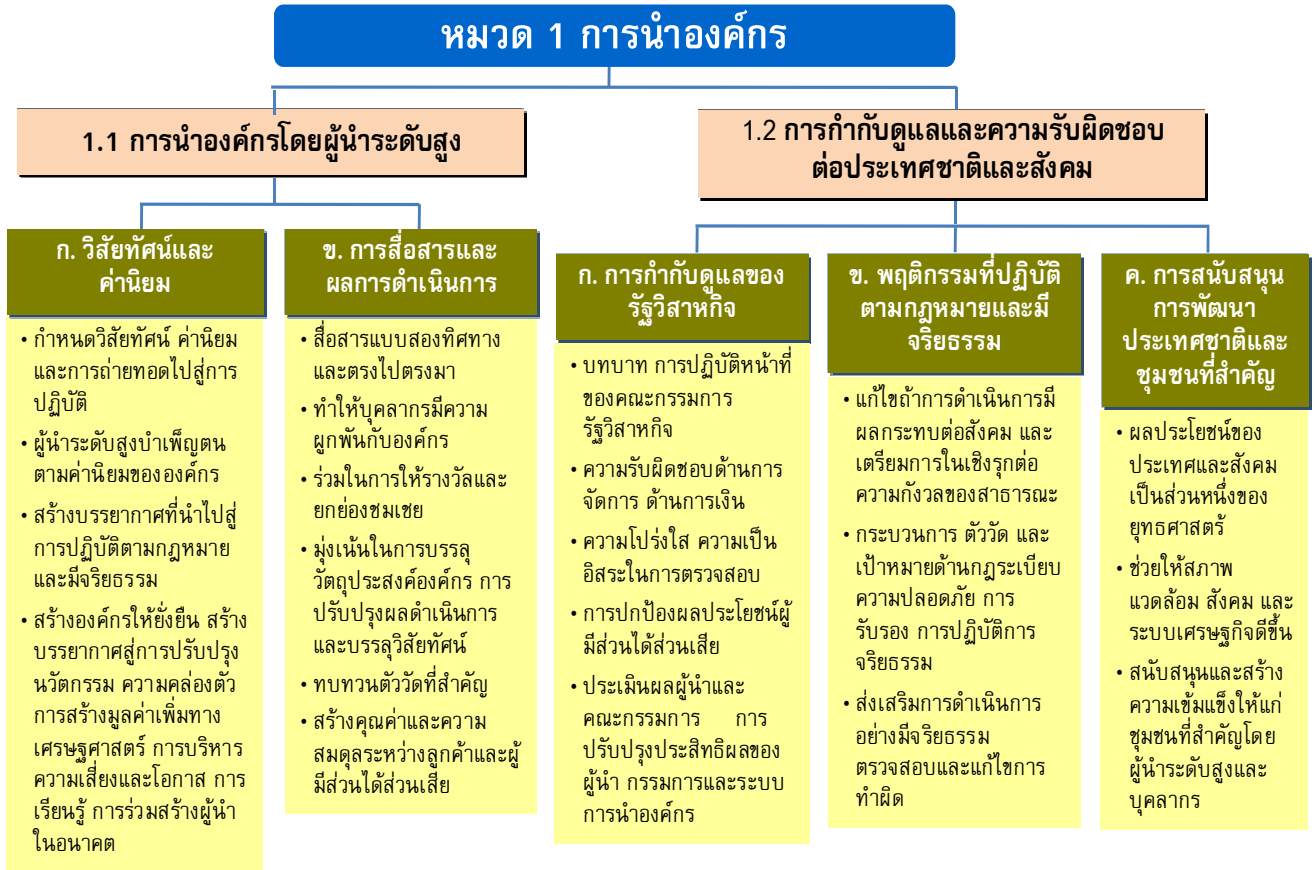 หมวด 1 การนำองค์กร
1.1 การนำองค์กรโดยผู้นำระดับสูง
1.2 การกำกับดูแลและความรับผิดชอบ
ต่อประเทศชาติและสังคม
ก. วิสัยทัศน์และ
ค่านิยม
• กำหนดวิสัยทัศน์ ค่านิยม
และการถ่ายทอดไปสู่การ
ปฏิบัติ
• ผู้นำระดับสูงบำเพ็ญตน
ตามค่านิยมขององค์กร
• สร้างบรรยากาศที่นำไปสู่
การปฏิบัติตามกฎหมาย
และมีจริยธรรม
• สร้างองค์กรให้ยั่งยืน สร้าง
บรรยากาศสู่การปรับปรุง
นวัตกรรม ความคล่องตัว
การสร้างมูลค่าเพิ่มทาง
เศรษฐศาสตร์ การบริหาร
ความเสี่ยงและโอกาส การ
เรียนรู้ การร่วมสร้างผู้นำ
ในอนาคต
ข. การสื่อสารและ
ผลการดำเนินการ
• สื่อสารแบบสองทิศทาง
และตรงไปตรงมา
• ทำให้บุคลากรมีความ
ผูกพันกับองค์กร
• ร่วมในการให้รางวัลและ
ยกย่องชมเชย
• มุ่งเน้นในการบรรลุ
วัตถุประสงค์องค์กร การ
ปรับปรุงผลดำเนินการ
และบรรลุวิสัยทัศน์
• ทบทวนตัววัดที่สำคัญ
• สร้างคุณค่าและความ
สมดุลระหว่างลูกค้าและผู้
มีส่วนได้ส่วนเสีย
ก. การกำกับดูแลของ
รัฐวิสาหกิจ
• บทบาท การปฏิบัติหน้าที่
ของคณะกรรมการ
รัฐวิสาหกิจ
• ความรับผิดชอบด้านการ
จัดการ ด้านการเงิน
• ความโปร่งใส ความเป็น
อิสระในการตรวจสอบ
• การปกป้องผลประโยชน์ผู้
มีส่วนได้ส่วนเสีย
• ประเมินผลผู้นำและ
คณะกรรมการ การ
ปรับปรุงประสิทธิผลของ
ผู้นำ กรรมการและระบบ
การนำองค์กร
ข. พฤติกรรมที่ปฏิบัติ
ตามกฎหมายและมี
จริยธรรม
• แก้ไขถ้าการดำเนินการมี
ผลกระทบต่อสังคม และ
เตรียมการในเชิงรุกต่อ
ความกังวลของสาธารณะ
• กระบวนการ ตัววัด และ
เป้าหมายด้านกฎระเบียบ
ความปลอดภัย การ
รับรอง การปฏิบัติการ
จริยธรรม
• ส่งเสริมการดำเนินการ
อย่างมีจริยธรรม
ตรวจสอบและแก้ไขการ
ทำผิด
ค. การสนับสนุน
การพัฒนา
ประเทศชาติและ
ชุมชนที่สำคัญ
• ผลประโยชน์ของ
ประเทศและสังคม
เป็นส่วนหนึ่งของ
ยุทธศาสตร์
• ช่วยให้สภาพ
แวดล้อม สังคม และ
ระบบเศรษฐกิจดีขึ้น
• สนับสนุนและสร้าง
ความเข้มแข็งให้แก่
ชุมชนที่สำคัญโดย
ผู้นำระดับสูงและ
บุคลากร